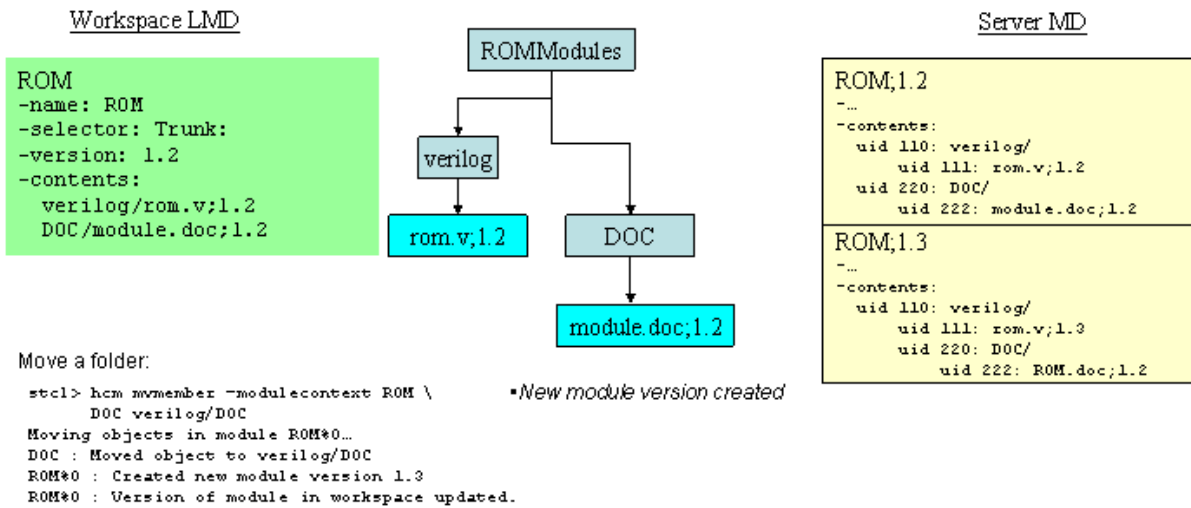 Workspace LMD
Server MD
ROM
-name: ROM
-selector: Trunk:
-version: 1.2
-contents:
verilog/rom.v;1.2
DOC/module.doc;1.2
ROMModules
verilog
rom.v;1.2
DOC
module.doc;1.2
ROM;1.2
-…
-contents:
uid 110: verilog/
uid 111: rom.v;1.2
uid 220: DOC/
uid 222: module.doc;1.2
ROM;1.3
-…
-contents:
uid 110: verilog/
uid 111: rom.v;1.3
uid 220: DOC/
uid 222: ROM.doc;1.2
Move a folder:
stcl> hcm mvmember -modulecontext ROM \
DOC verilog/DOC
Moving objects in module ROM%0…
DOC : Moved object to verilog/DOC
ROM%0 : Created new module version 1.3
ROM%0 : Version of module in workspace updated.
▪New module version created